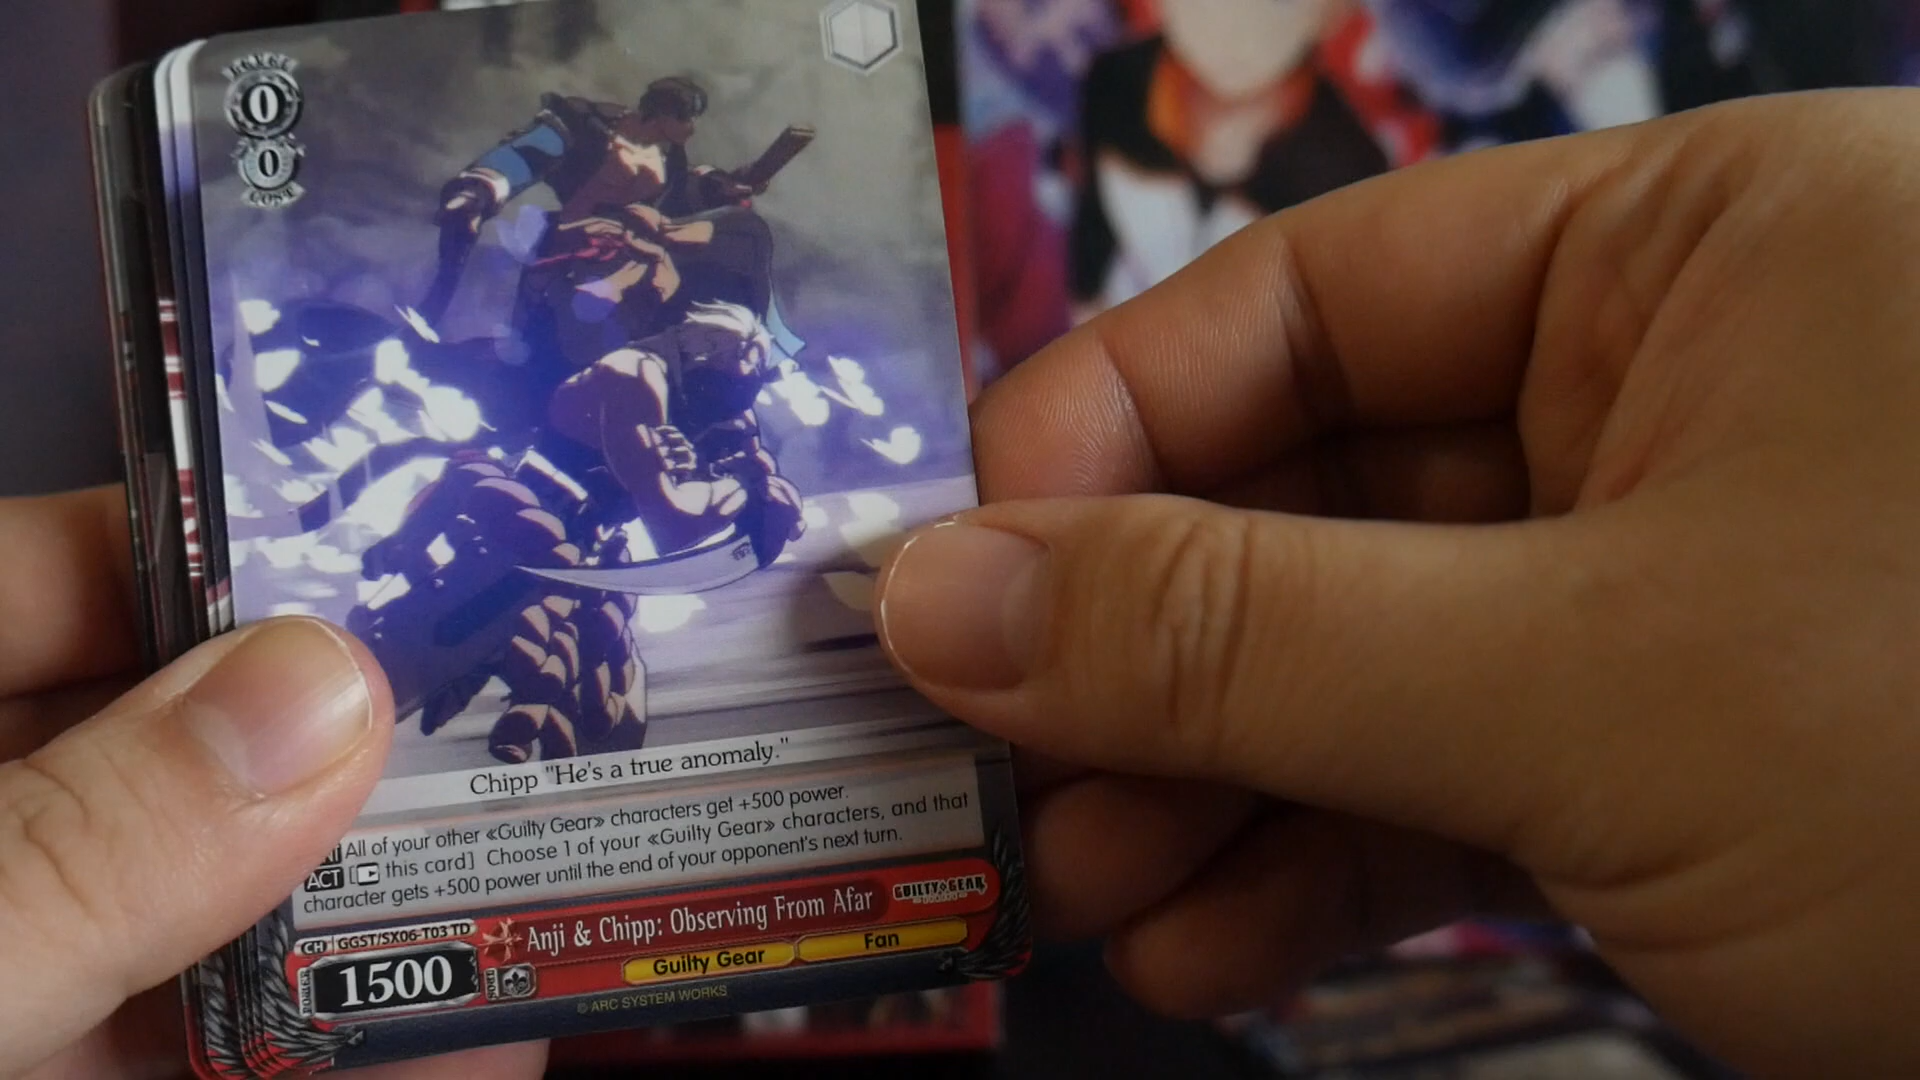 LEVEL
0
0
COST
Chipp "He's a true anomaly."
All of your other «Guilty Gear» characters get +500 power.
ACT [ this card] Choose 1 of your «Guilty Gear» characters, and that
character gets +500 power until the end of your opponent's next turn.
CH GGST/SX06-T03 TD
Anji & Chipp: Observing From Afar
GUILTY GEAR
POWER
1500
SOUL
Guilty Gear
Fan
© ARC SYSTEM WORKS